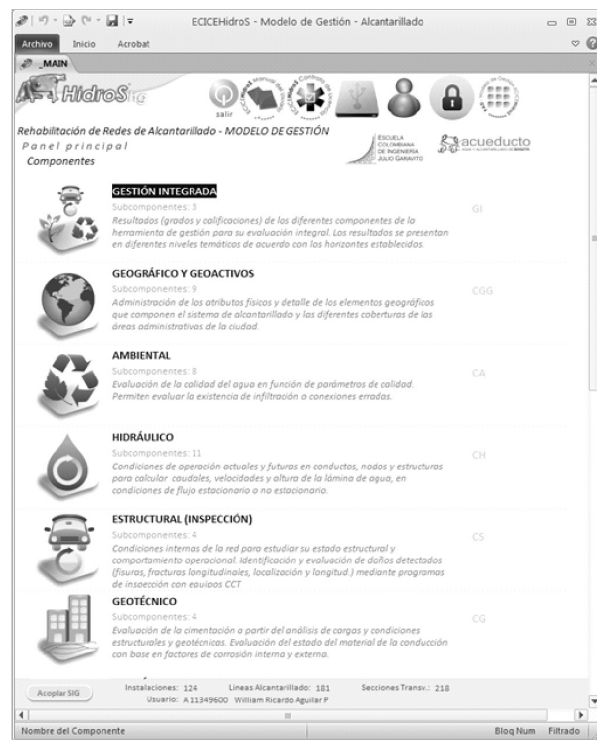 ECICEHidroS - Modelo de Gestión - Alcantarillado
Archivo Inicio Acrobat
_MAIN
HidroSig
salir
Rehabilitación de Redes de Alcantarillado - MODELO DE GESTIÓN
Panel principal
Componentes
ESCUELA
COLOMBIANA
DE INGENIERÍA
JULIO GARAVITO
acueducto
AGUA Y ALCANTARILLADO DE BOGOTÁ
GESTIÓN INTEGRADA
Subcomponentes: 3
GI
Resultados (grados y calificaciones) de los diferentes componentes de la
herramienta de gestión para su evaluación integral. Los resultados se presentan
en diferentes niveles temáticos de acuerdo con los horizontes establecidos.
GEOGRÁFICO Y GEOACTIVOS
Subcomponentes: 9
CGG
Administración de los atributos físicos y detalle de los elementos geográficos
que componen el sistema de alcantarillado y las diferentes coberturas de las
áreas administrativas de la ciudad.
AMBIENTAL
Subcomponentes: 8
CA
Evaluación de la calidad del agua en función de parámetros de calidad.
Permiten evaluar la existencia de infiltración o conexiones erradas.
HIDRÁULICO
Subcomponentes: 11
CH
Condiciones de operación actuales y futuras en conductos, nodos y estructuras
para calcular caudales, velocidades y altura de la lámina de agua, en
condiciones de flujo estacionario o no estacionario.
ESTRUCTURAL (INSPECCIÓN)
Subcomponentes: 4
CS
Condiciones internas de la red para estudiar su estado estructural y
comportamiento operacional. Identificación y evaluación de daños detectados
(fisuras, fracturas longitudinales, localización y longitud.) mediante programas
de inspección con equipos CCT
GEOTÉCNICO
Subcomponentes: 4
CG
Evaluación de la cimentación a partir del análisis de cargas y condiciones
estructurales y geotécnicas. Evaluación del estado del material de la conducción
con base en factores de corrosión interna y externa.
Acoplar SIG
Instalaciones: 124 Líneas Alcantarillado: 181 Secciones Transv.: 218
Usuario: A11349600 William Ricardo Aguilar P
Nombre del Componente Bloq Num Filtrado